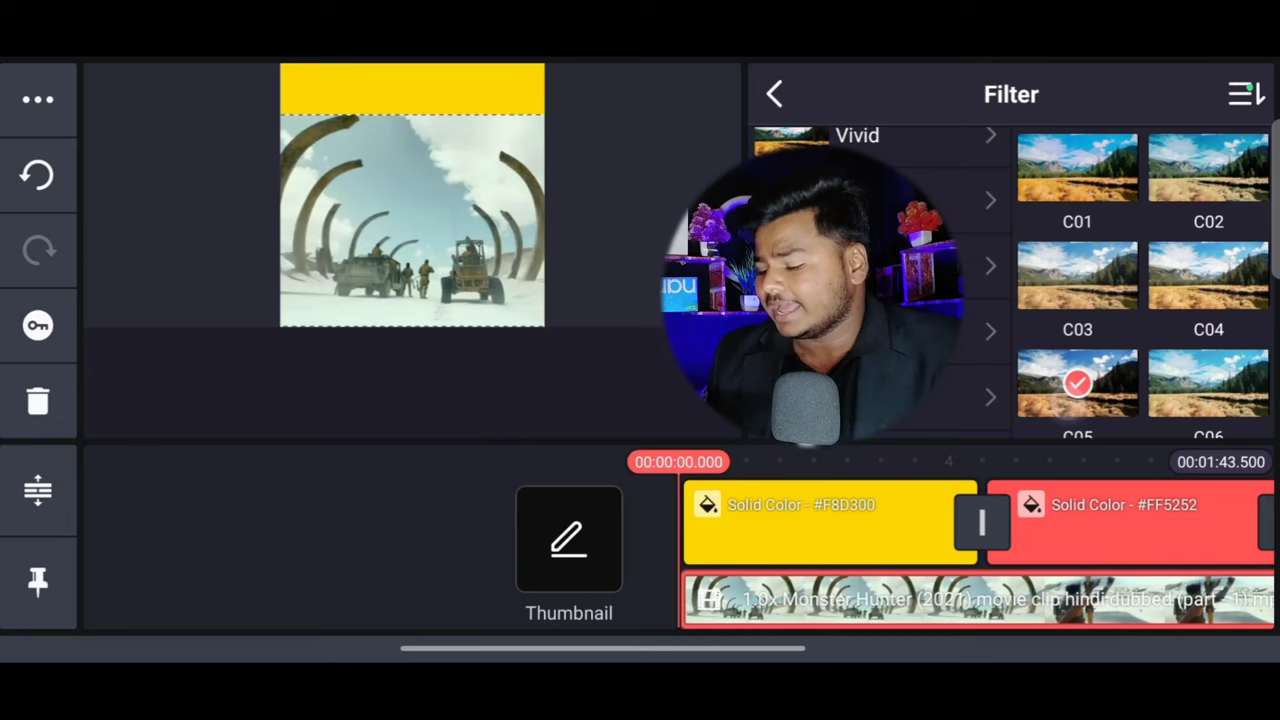 Filter
Vivid
C01
C02
C03
C04
C05
C06
00:00:00.000
4
00:01:43.500
Solid Color - #F8D300
Solid Color - #FF5252
1.0x Monster Hunter (2021) movie clip hindi dubbed (part - 1).mp
Thumbnail